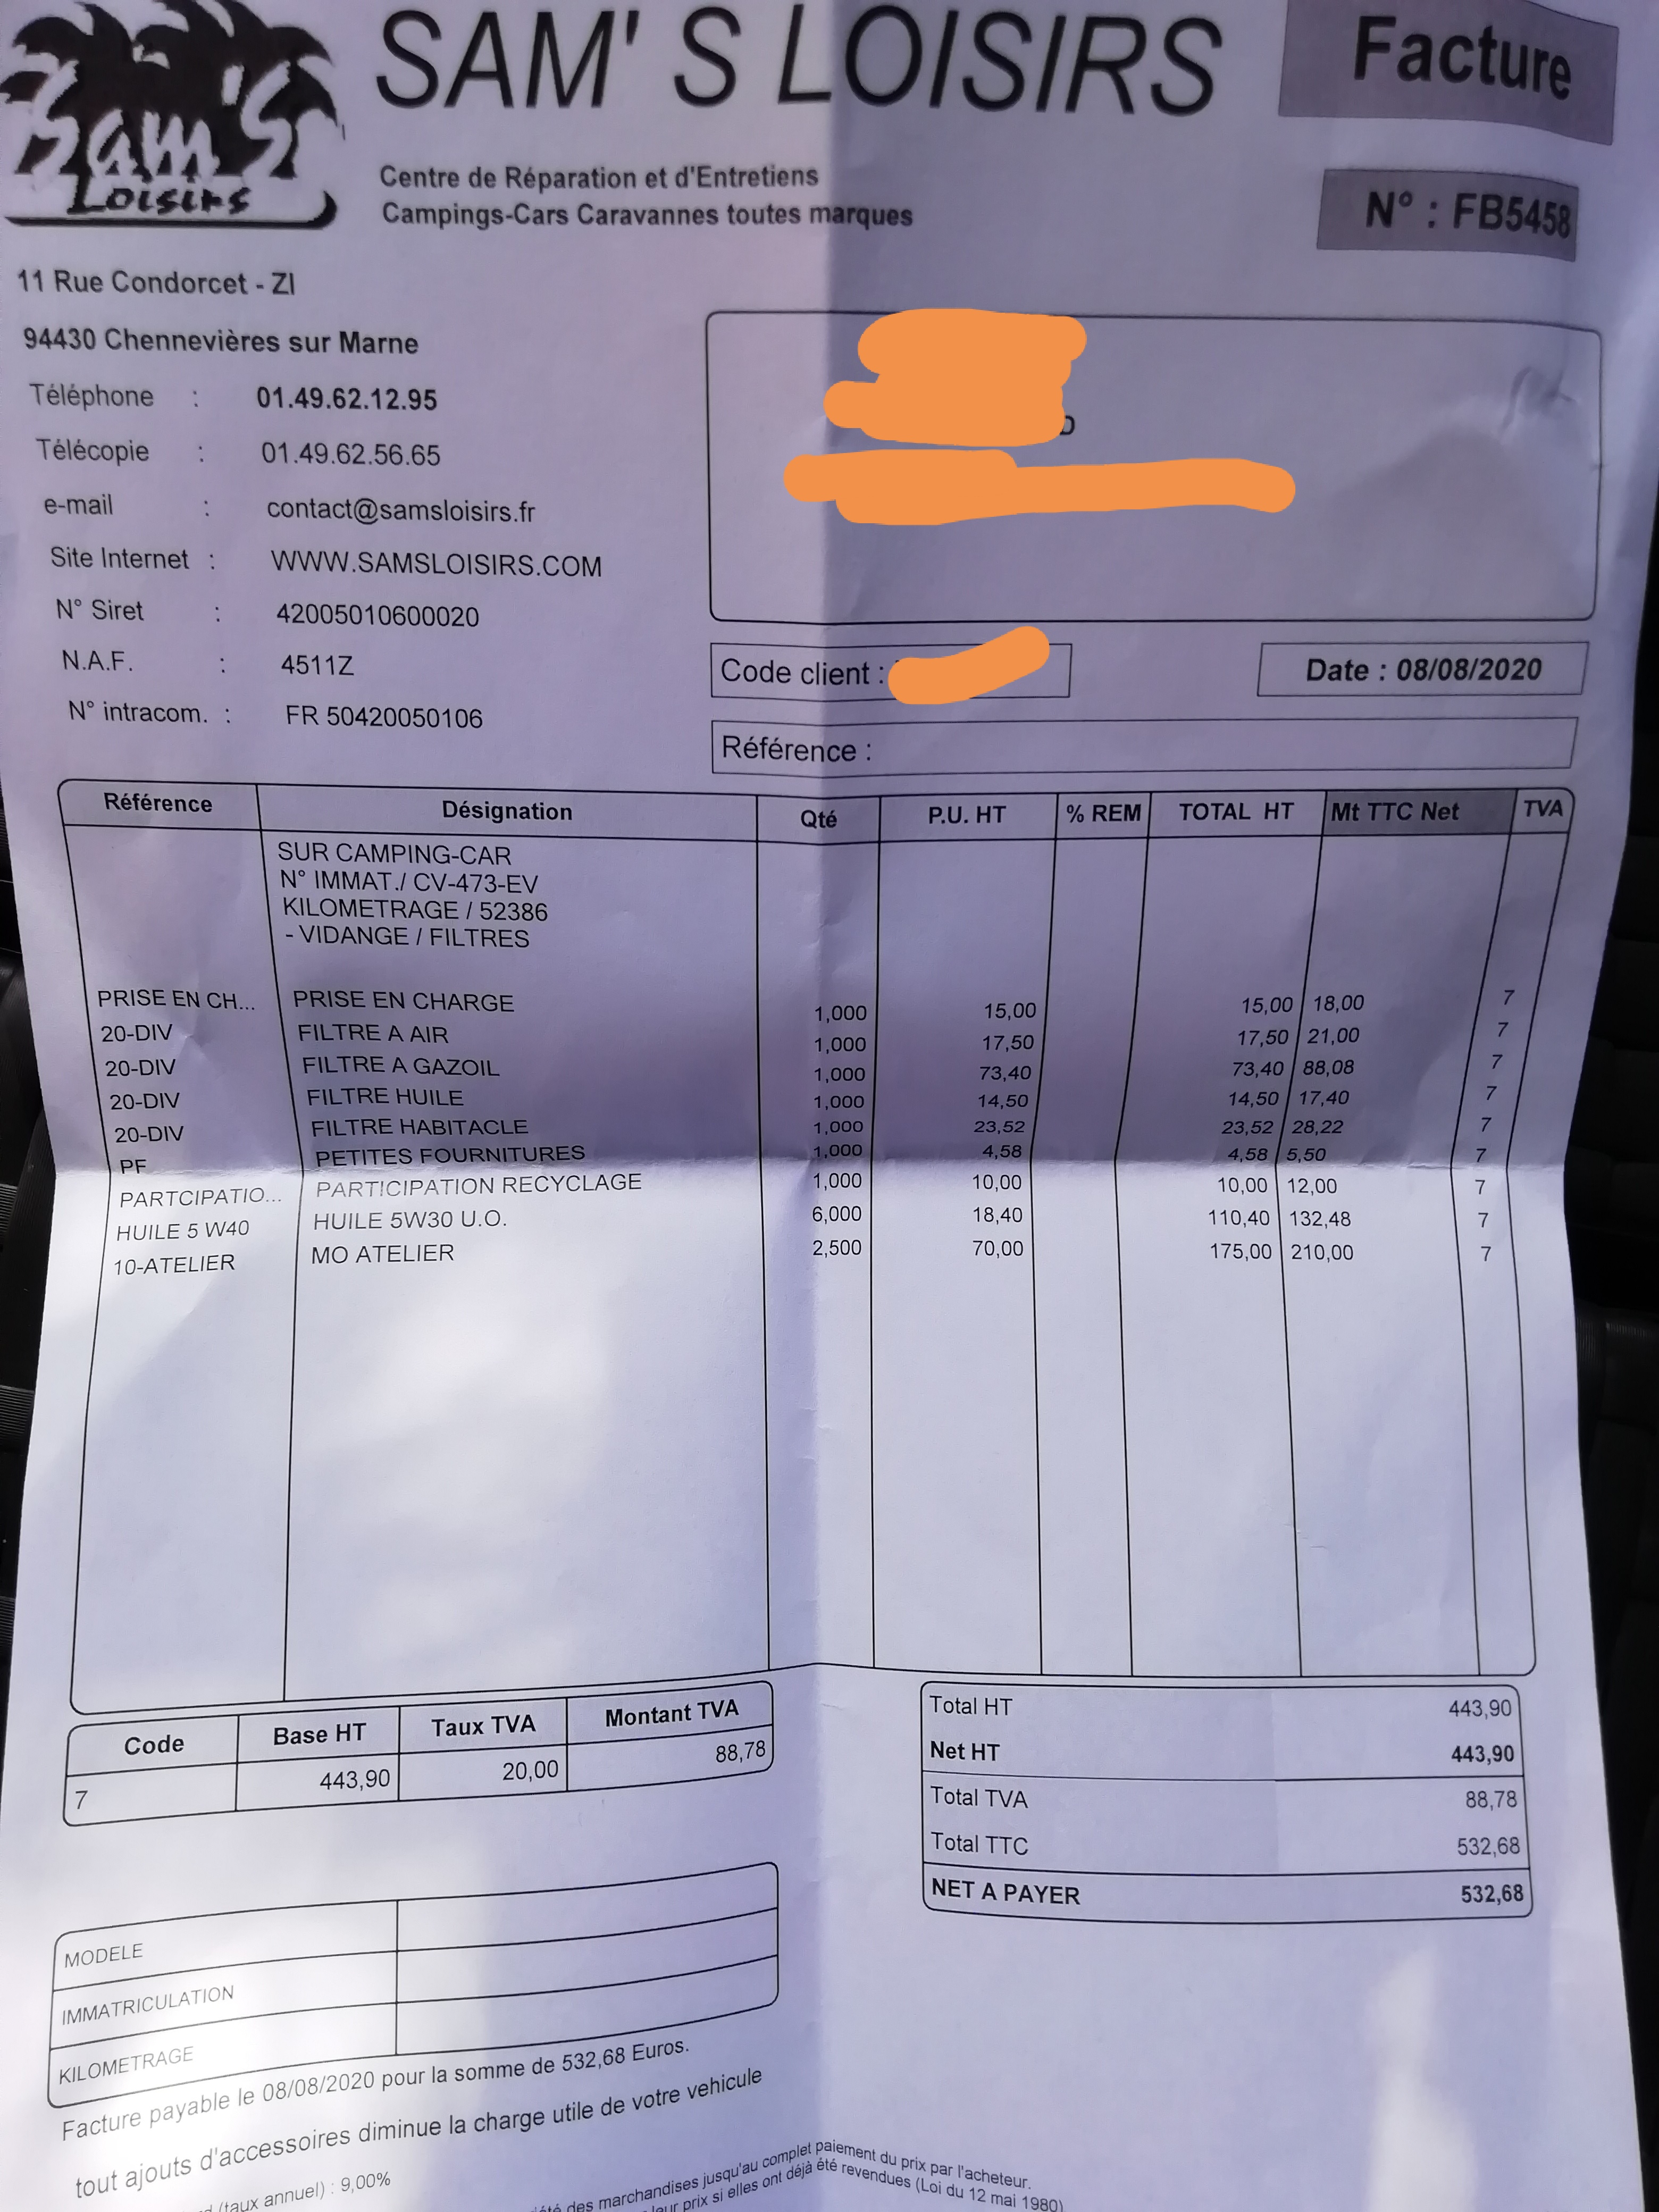 Sam's
Loisirs
SAM' S LOISIRS
Facture
Centre de Réparation et d'Entretiens
Campings-Cars Caravannes toutes marques
N° : FB5458
11 Rue Condorcet - ZI
94430 Chennevières sur Marne
Téléphone : 01.49.62.12.95
Télécopie : 01.49.62.56.65
e-mail : contact@samsloisirs.fr
Site Internet : WWW.SAMSLOISIRS.COM
N° Siret : 42005010600020
N.A.F. : 4511Z
N° intracom. : FR 50420050106
D
Code client :
Date : 08/08/2020
Référence :
Référence Désignation Qté P.U. HT % REM TOTAL HT Mt TTC Net TVA
SUR CAMPING-CAR
N° IMMAT./ CV-473-EV
KILOMETRAGE / 52386
- VIDANGE / FILTRES
PRISE EN CH... PRISE EN CHARGE 1,000 15,00 15,00 18,00 7
20-DIV FILTRE A AIR 1,000 17,50 17,50 21,00 7
20-DIV FILTRE A GAZOIL 1,000 73,40 73,40 88,08 7
20-DIV FILTRE HUILE 1,000 14,50 14,50 17,40 7
20-DIV FILTRE HABITACLE 1,000 23,52 23,52 28,22 7
PF PETITES FOURNITURES 1,000 4,58 4,58 5,50 7
PARTCIPATIO... PARTICIPATION RECYCLAGE 1,000 10,00 10,00 12,00 7
HUILE 5 W40 HUILE 5W30 U.O. 6,000 18,40 110,40 132,48 7
10-ATELIER MO ATELIER 2,500 70,00 175,00 210,00 7
Code Base HT Taux TVA Montant TVA
7 443,90 20,00 88,78
Total HT 443,90
Net HT 443,90
Total TVA 88,78
Total TTC 532,68
NET A PAYER 532,68
MODELE
IMMATRICULATION
KILOMETRAGE
Facture payable le 08/08/2020 pour la somme de 532,68 Euros.
tout ajouts d'accessoires diminue la charge utile de votre vehicule
(taux annuel) : 9,00%
des marchandises jusqu'au complet paiement du prix par l'acheteur.
prix si elles ont déjà été revendues (Loi du 12 mai 1980)